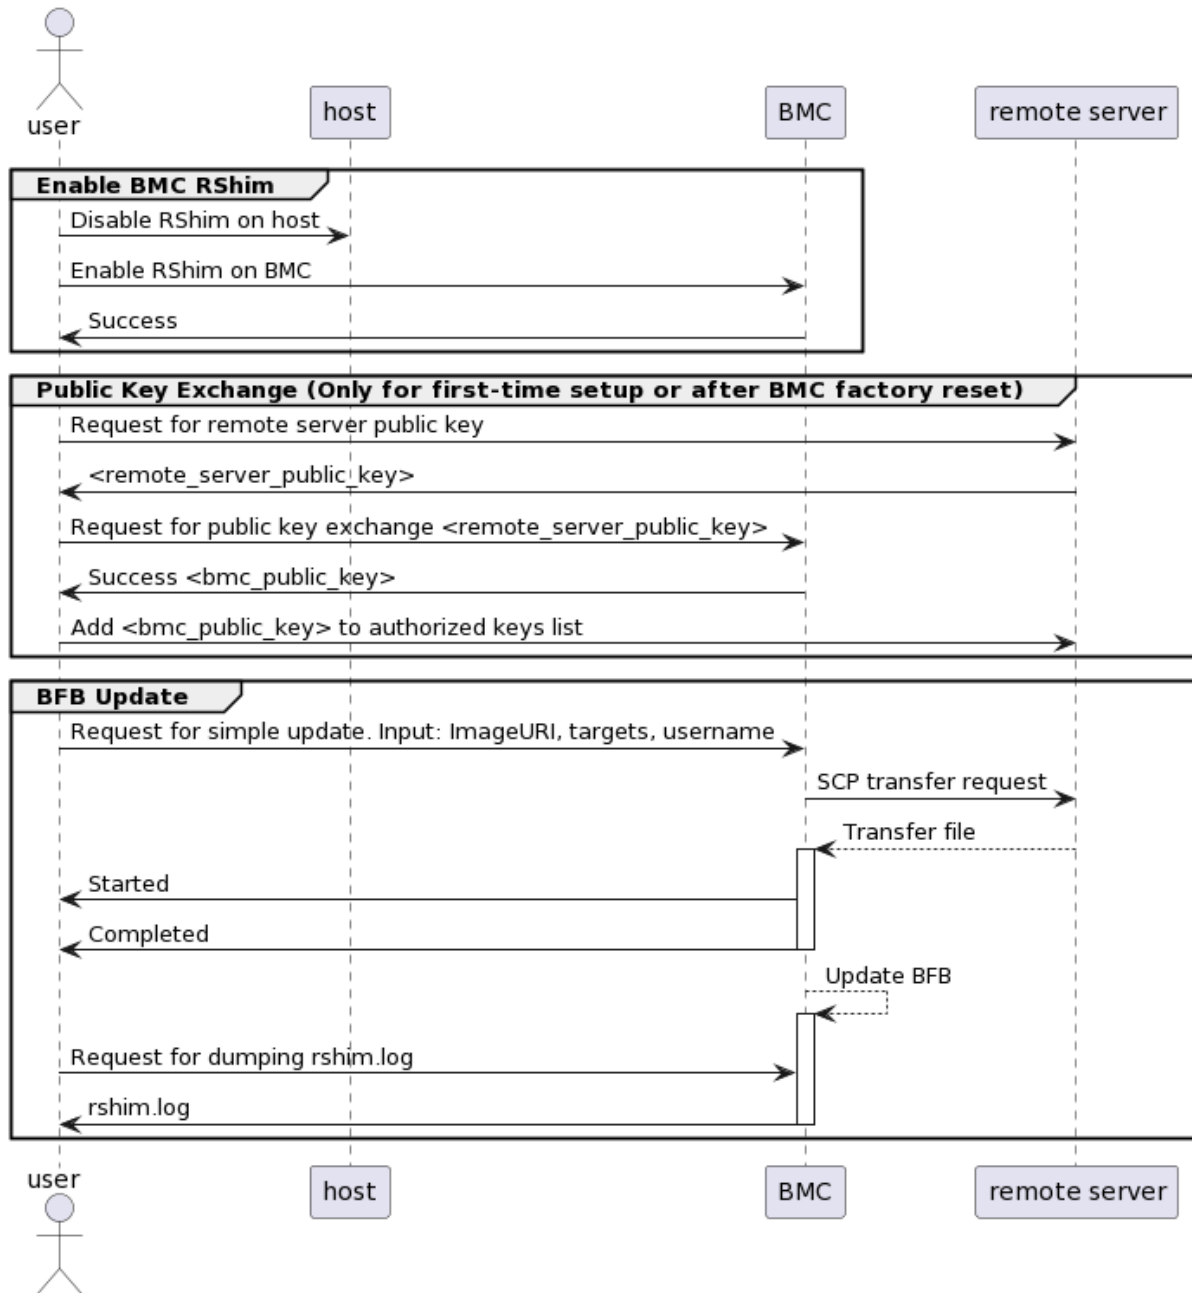 user
host
BMC
remote server
Enable BMC RShim
Disable RShim on host
Enable RShim on BMC
Success
Public Key Exchange (Only for first-time setup or after BMC factory reset)
Request for remote server public key
<remote_server_public_key>
Request for public key exchange <remote_server_public_key>
Success <bmc_public_key>
Add <bmc_public_key> to authorized keys list
BFB Update
Request for simple update. Input: ImageURI, targets, username
SCP transfer request
Transfer file
Started
Completed
Update BFB
Request for dumping rshim.log
rshim.log
user
host
BMC
remote server